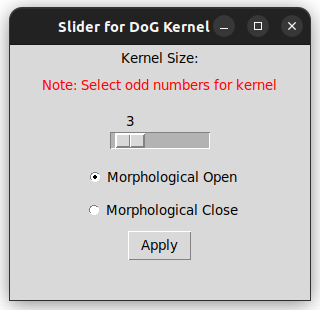 Slider for DoG Kernel
Kernel Size:
Note: Select odd numbers for kernel
3
Morphological Open
Morphological Close
Apply